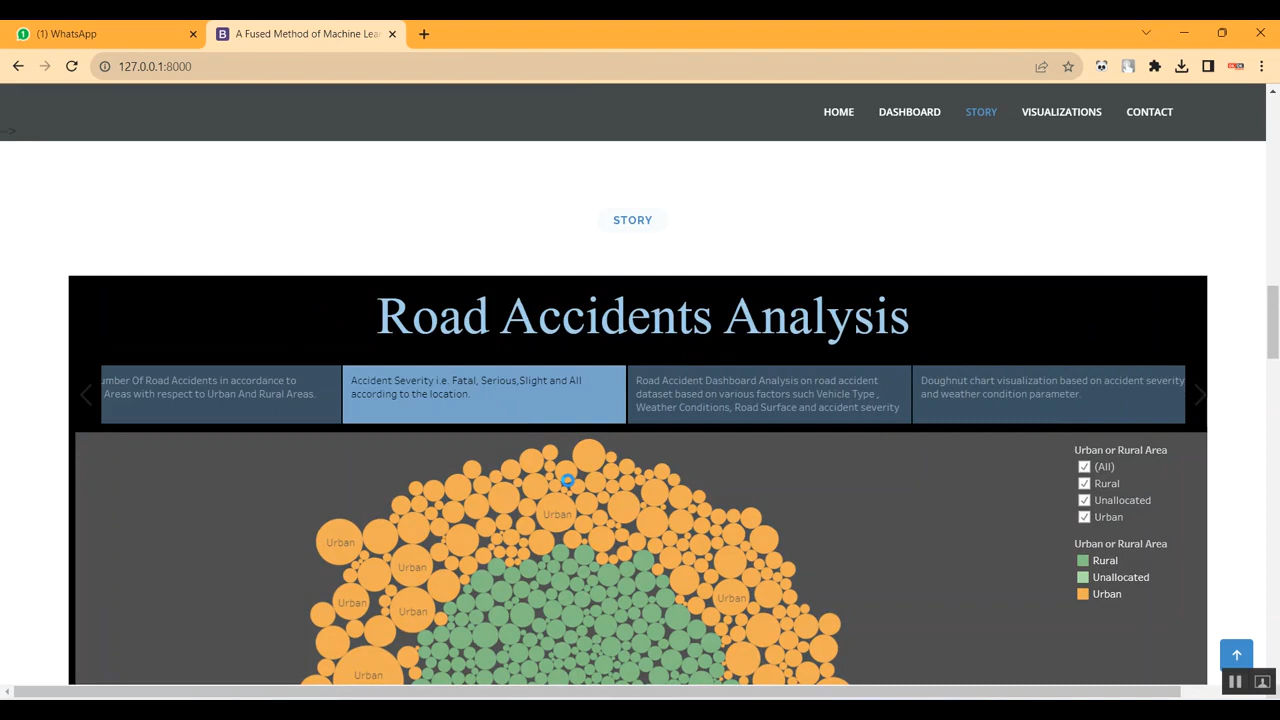 (1) WhatsApp
A Fused Method of Machine Lea
127.0.0.1:8000
HOME DASHBOARD STORY VISUALIZATIONS CONTACT
-->
STORY
Road Accidents Analysis
umber Of Road Accidents in accordance to
Areas with respect to Urban And Rural Areas.
Accident Severity i.e. Fatal, Serious,Slight and All
according to the location.
Road Accident Dashboard Analysis on road accident
dataset based on various factors such Vehicle Type ,
Weather Conditions, Road Surface and accident severity
Doughnut chart visualization based on accident severity
and weather condition parameter.
Urban or Rural Area
(All)
Rural
Unallocated
Urban
Urban or Rural Area
Rural
Unallocated
Urban
Urban
Urban
Urban
Urban
Urban
Urban
Urban